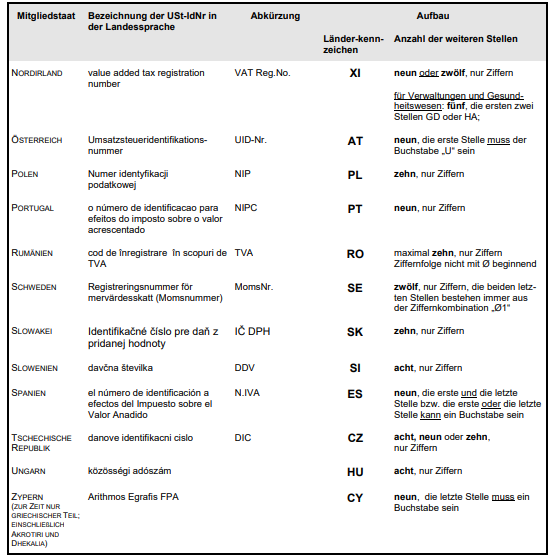 Mitgliedstaat Bezeichnung der USt-IdNr in Abkürzung Aufbau
der Landessprache
Länder-kenn- Anzahl der weiteren Stellen
zeichen
NORDIRLAND value added tax registration VAT Reg.No. XI neun oder zwölf, nur Ziffern
number
für Verwaltungen und Gesund-
heitswesen: fünf, die ersten zwei
Stellen GD oder HA;
ÖSTERREICH Umsatzsteueridentifikations- UID-Nr. AT neun, die erste Stelle muss der
nummer Buchstabe „U“ sein
POLEN Numer identyfikacji NIP PL zehn, nur Ziffern
podatkowej
PORTUGAL o número de identificacao para NIPC PT neun, nur Ziffern
efeitos do imposto sobre o valor
acrescentado
RUMÄNIEN cod de înregistrare în scopuri de TVA RO maximal zehn, nur Ziffern
TVA Ziffernfolge nicht mit Ø beginnend
SCHWEDEN Registreringsnummer för MomsNr. SE zwölf, nur Ziffern, die beiden letz-
mervärdesskatt (Momsnummer) ten Stellen bestehen immer aus
der Ziffernkombination „Ø1“
SLOWAKEI Identifikačné číslo pre daň z IČ DPH SK zehn, nur Ziffern
pridanej hodnoty
SLOWENIEN davčna številka DDV SI acht, nur Ziffern
SPANIEN el número de identificación a N.IVA ES neun, die erste und die letzte
efectos del Impuesto sobre el Stelle bzw. die erste oder die letzte
Valor Anadido Stelle kann ein Buchstabe sein
TSCHECHISCHE danove identifikacni cislo DIC CZ acht, neun oder zehn,
REPUBLIK nur Ziffern
UNGARN közösségi adószám HU acht, nur Ziffern
ZYPERN Arithmos Egrafis FPA CY neun, die letzte Stelle muss ein
(ZUR ZEIT NUR Buchstabe sein
GRIECHISCHER TEIL;
EINSCHLIEßLICH
AKROTIRI UND
DHEKALIA)